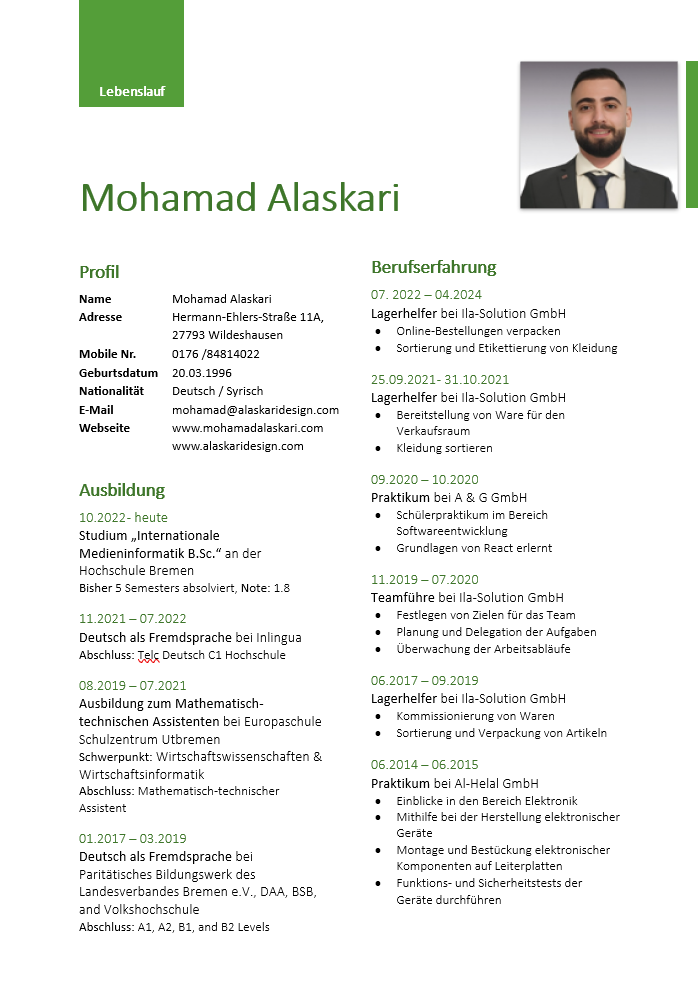 Lebenslauf
Mohamad Alaskari
Profil
Name Mohamad Alaskari
Adresse Hermann-Ehlers-Straße 11A,
27793 Wildeshausen
Mobile Nr. 0176 /84814022
Geburtsdatum 20.03.1996
Nationalität Deutsch / Syrisch
E-Mail mohamad@alaskaridesign.com
Webseite www.mohamadalaskari.com
www.alaskaridesign.com
Ausbildung
10.2022- heute
Studium „Internationale
Medieninformatik B.Sc.“ an der
Hochschule Bremen
Bisher 5 Semesters absolviert, Note: 1.8
11.2021 – 07.2022
Deutsch als Fremdsprache bei Inlingua
Abschluss: Telc Deutsch C1 Hochschule
08.2019 – 07.2021
Ausbildung zum Mathematisch-
technischen Assistenten bei Europaschule
Schulzentrum Utbremen
Schwerpunkt: Wirtschaftswissenschaften &
Wirtschaftsinformatik
Abschluss: Mathematisch-technischer
Assistent
01.2017 – 03.2019
Deutsch als Fremdsprache bei
Paritätisches Bildungswerk des
Landesverbandes Bremen e.V., DAA, BSB,
and Volkshochschule
Abschluss: A1, A2, B1, and B2 Levels
Berufserfahrung
07. 2022 – 04.2024
Lagerhelfer bei Ila-Solution GmbH
• Online-Bestellungen verpacken
• Sortierung und Etikettierung von Kleidung
25.09.2021- 31.10.2021
Lagerhelfer bei Ila-Solution GmbH
• Bereitstellung von Ware für den
Verkaufsraum
• Kleidung sortieren
09.2020 – 10.2020
Praktikum bei A & G GmbH
• Schülerpraktikum im Bereich
Softwareentwicklung
• Grundlagen von React erlernt
11.2019 – 07.2020
Teamführe bei Ila-Solution GmbH
• Festlegen von Zielen für das Team
• Planung und Delegation der Aufgaben
• Überwachung der Arbeitsabläufe
06.2017 – 09.2019
Lagerhelfer bei Ila-Solution GmbH
• Kommissionierung von Waren
• Sortierung und Verpackung von Artikeln
06.2014 – 06.2015
Praktikum bei Al-Helal GmbH
• Einblicke in den Bereich Elektronik
• Mithilfe bei der Herstellung elektronischer
Geräte
• Montage und Bestückung elektronischer
Komponenten auf Leiterplatten
• Funktions- und Sicherheitstests der
Geräte durchführen